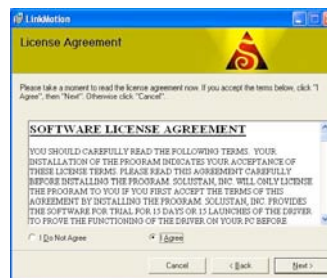 LinkMotion
License Agreement
Please take a moment to read the license agreement now. If you accept the terms below, click "I
Agree", then "Next". Otherwise click "Cancel".
SOFTWARE LICENSE AGREEMENT
YOU SHOULD CAREFULLY READ THE FOLLOWING TERMS. YOUR
INSTALLATION OF THE PROGRAM INDICATES YOUR ACCEPTANCE OF
THESE LICENSE TERMS. PLEASE READ THIS AGREEMENT CAREFULLY
BEFORE INSTALLING THE PROGRAM. SOLUSTAN, INC. WILL ONLY LICENSE
THE PROGRAM TO YOU IF YOU FIRST ACCEPT THE TERMS OF THIS
AGREEMENT BY INSTALLING THE PROGRAM. SOLUSTAN, INC. PROVIDES
THE SOFTWARE FOR TRIAL FOR 15 DAYS OR 15 LAUNCHES OF THE DRIVER
TO PROVE THE FUNCTIONING OF THE DRIVER ON YOUR PC BEFORE
I Do Not Agree
I Agree
Cancel
< Back
Next >